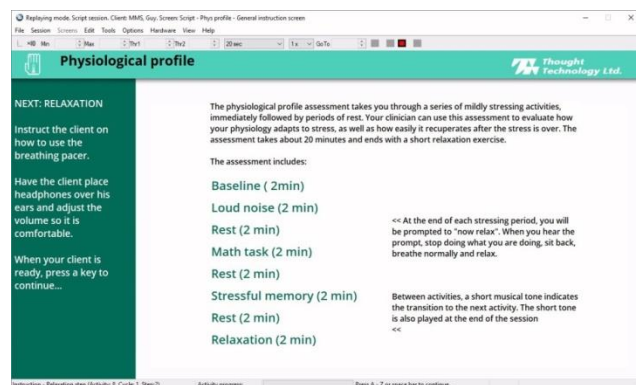 Replaying mode. Script session. Client: MMS, Guy. Screen: Script - Phys profile - General instruction screen
File Session Screens Edit Tools Options Hardware View Help
Min Max Thr1 Thr2 20 sec 1 x GoTo
Physiological profile
Thought
Technology Ltd.
NEXT: RELAXATION
Instruct the client on
how to use the
breathing pacer.
Have the client place
headphones over his
ears and adjust the
volume so it is
comfortable.
When your client is
ready, press a key to
continue...
The physiological profile assessment takes you through a series of mildly stressing activities,
immediately followed by periods of rest. Your clinician can use this assessment to evaluate how
your physiology adapts to stress, as well as how easily it recuperates after the stress is over. The
assessment takes about 20 minutes and ends with a short relaxation exercise.
The assessment includes:
Baseline ( 2min)
Loud noise (2 min)
Rest (2 min)
Math task (2 min)
Rest (2 min)
Stressful memory (2 min)
Rest (2 min)
Relaxation (2 min)
<< At the end of each stressing period, you will
be prompted to "now relax". When you hear the
prompt, stop doing what you are doing, sit back,
breathe normally and relax.
Between activities, a short musical tone indicates
the transition to the next activity. The short tone
is also played at the end of the session
<<